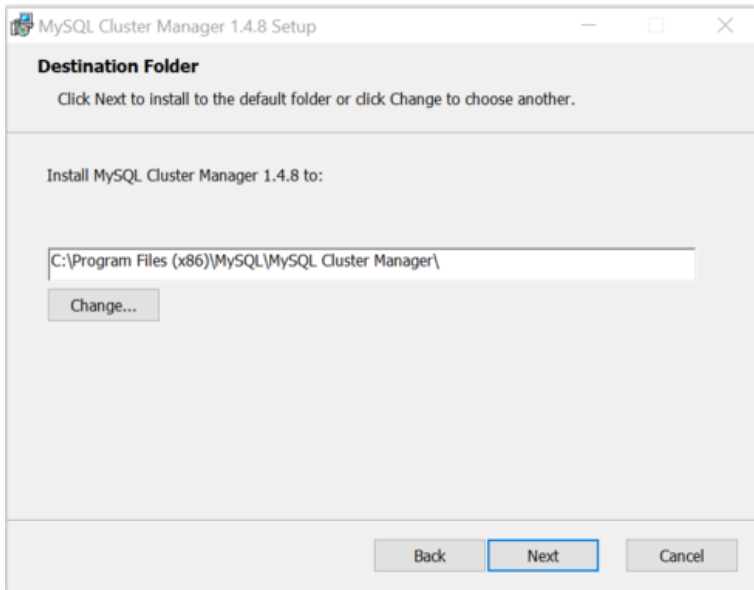 MySQL Cluster Manager 1.4.8 Setup
Destination Folder
Click Next to install to the default folder or click Change to choose another.
Install MySQL Cluster Manager 1.4.8 to:
C:\Program Files (x86)\MySQL\MySQL Cluster Manager\
Change...
Back Next Cancel